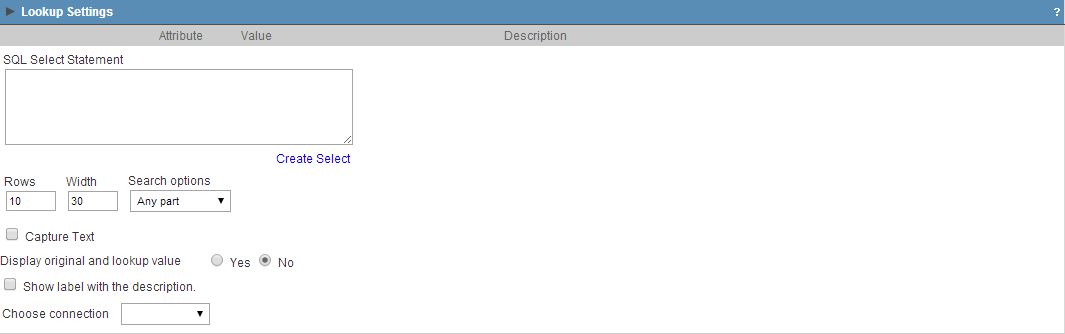 Lookup Settings ?
Attribute Value Description
SQL Select Statement
Create Select
Rows Width Search options
10 30 Any part
Capture Text
Display original and lookup value Yes No
Show label with the description.
Choose connection